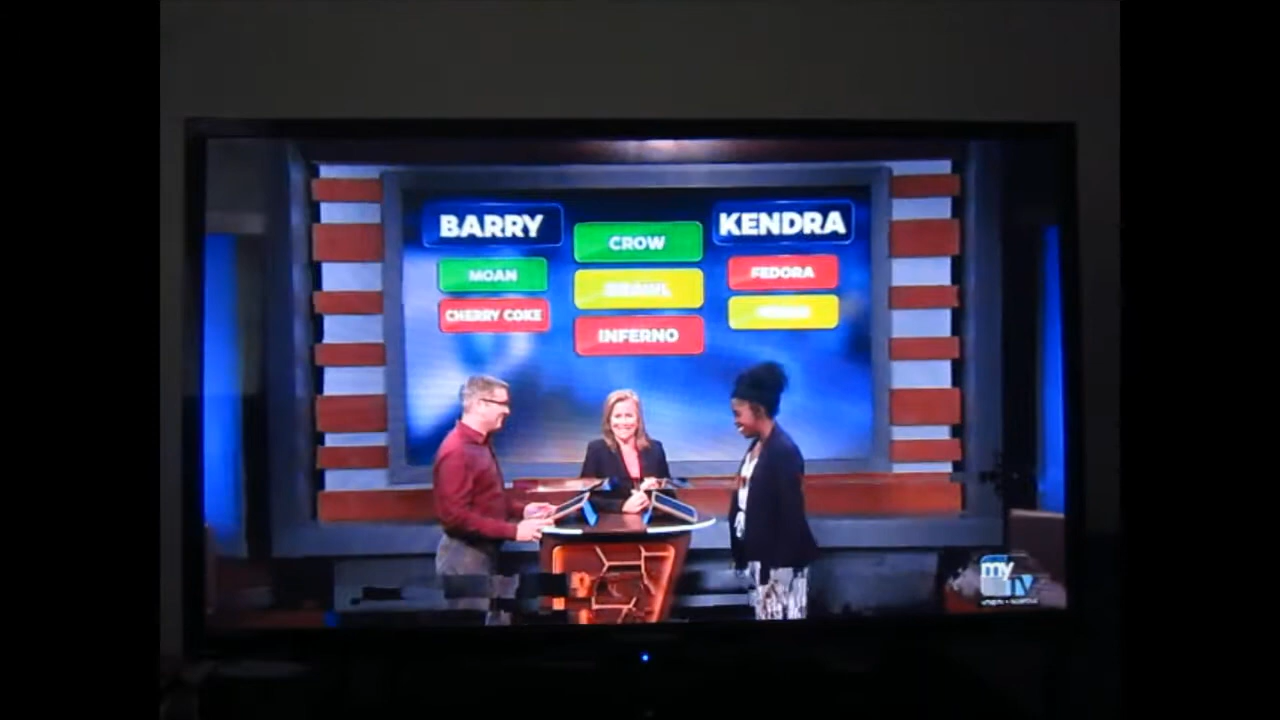 BARRY
KENDRA
CROW
MOAN
FEDORA
CHERRY COKE
INFERNO
my
TV